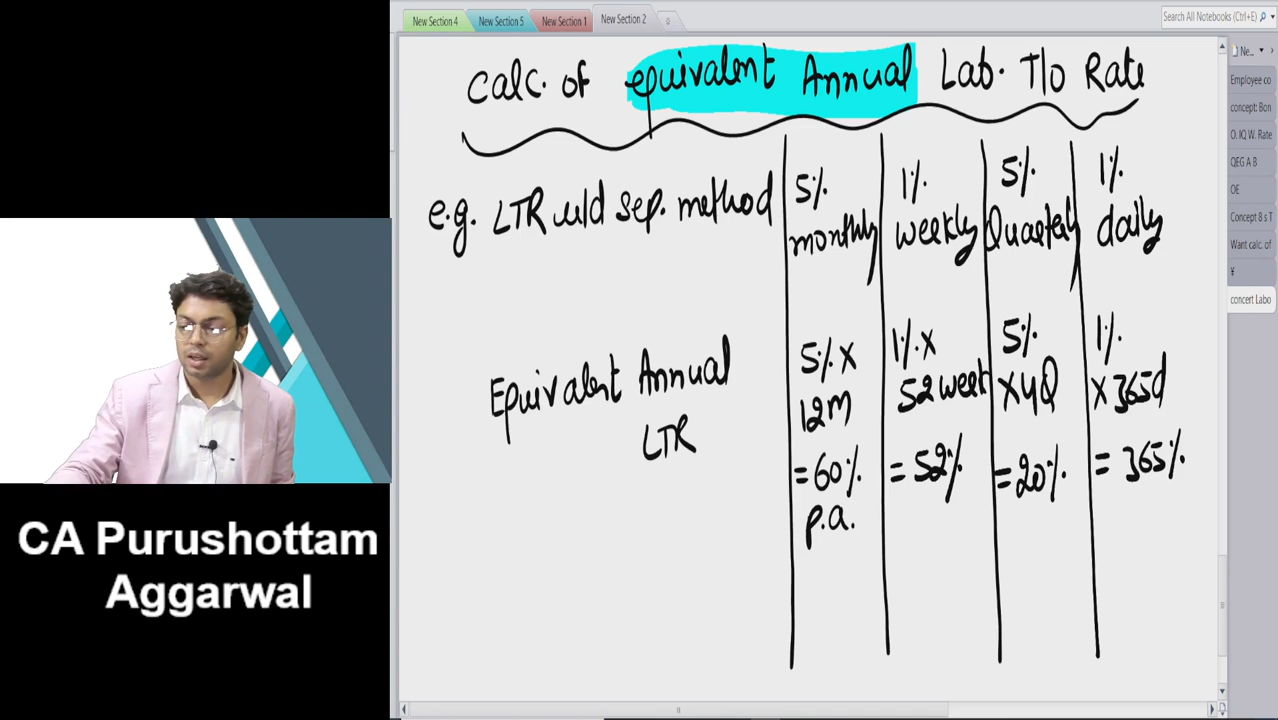 New Section 4
New Section 5
New Section 1
New Section 2
Search All Notebooks (Ctrl+E)
Calc. of equivalent Annual Lab. T/o Rate
e.g. LTR u/d sep. method
5% monthly
1% weekly
5% Quarterly
1% daily
Equivalent Annual
LTR
5% x
12M
= 60%
p.a.
1% x
52 week
= 52%
5%
x 4Q
= 20%
1%
x 365d
= 365%
Ne...
Employee co
concept: Bon
O. IQ W. Rate
QEG A B
OE
Concept 8 s T
Want calc. of
¥
concert Labo
CA Purushottam
Aggarwal